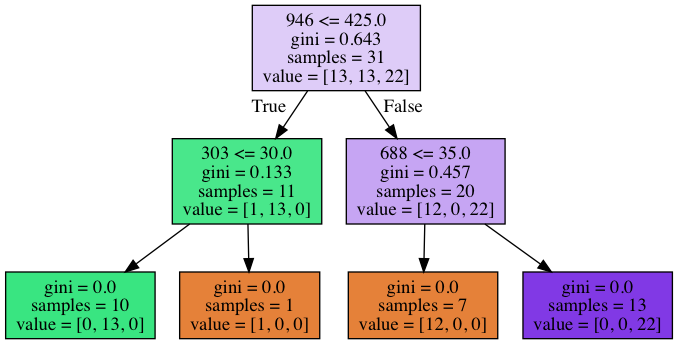 946 <= 425.0
gini = 0.643
samples = 31
value = [13, 13, 22]
True
False
303 <= 30.0
gini = 0.133
samples = 11
value = [1, 13, 0]
688 <= 35.0
gini = 0.457
samples = 20
value = [12, 0, 22]
gini = 0.0
samples = 10
value = [0, 13, 0]
gini = 0.0
samples = 1
value = [1, 0, 0]
gini = 0.0
samples = 7
value = [12, 0, 0]
gini = 0.0
samples = 13
value = [0, 0, 22]